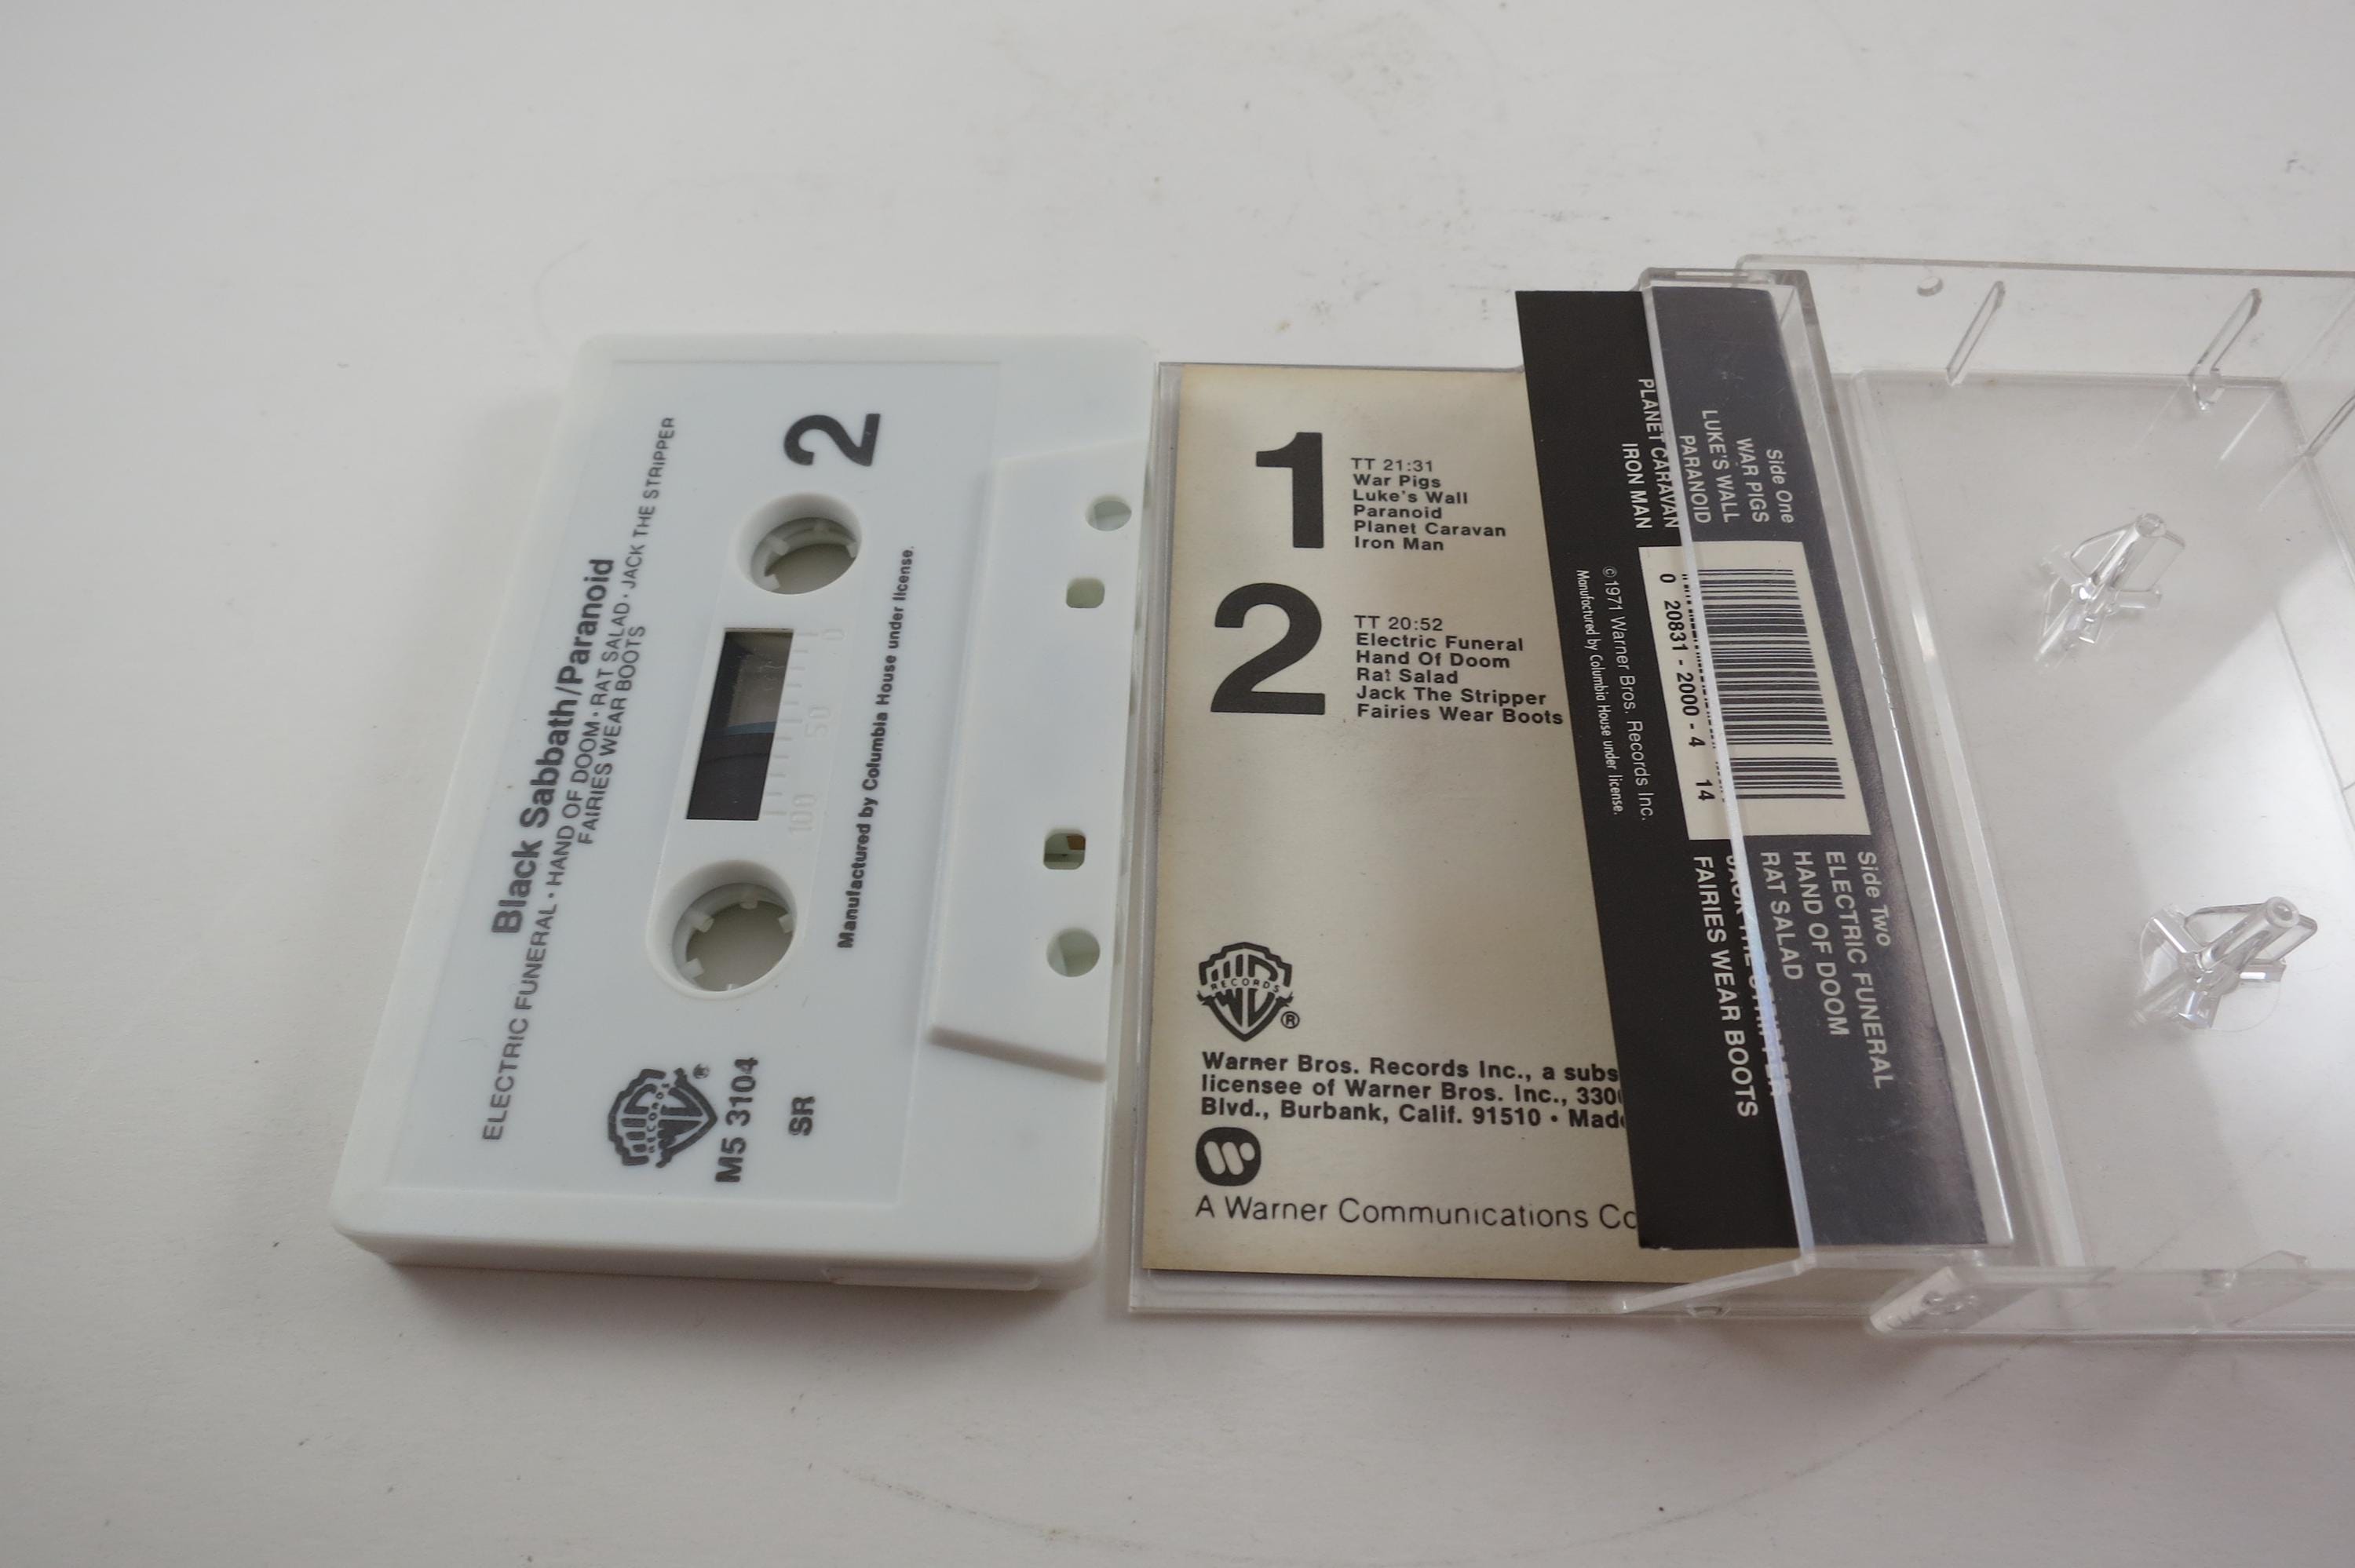 Black Sabbath/Paranoid
ELECTRIC FUNERAL · HAND OF DOOM · RAT SALAD · JACK THE STRIPPER
FAIRIES WEAR BOOTS
2
0
50
100
Manufactured by Columbia House under license.
RECORDS
®
M5 3104
SR
1
TT 21:31
War Pigs
Luke's Wall
Paranoid
Planet Caravan
Iron Man
2
TT 20:52
Electric Funeral
Hand Of Doom
Rat Salad
Jack The Stripper
Fairies Wear Boots
RECORDS
®
Warner Bros. Records Inc., a subs
licensee of Warner Bros. Inc., 330
Blvd., Burbank, Calif. 91510 • Made
A Warner Communications Co
Side One
WAR PIGS
LUKE'S WALL
PARANOID
PLANET CARAVAN
IRON MAN
0 20831-2000-4 14
© 1971 Warner Bros. Records Inc.
Manufactured by Columbia House under license.
Side Two
ELECTRIC FUNERAL
HAND OF DOOM
RAT SALAD
JACK THE STRIPPER
FAIRIES WEAR BOOTS